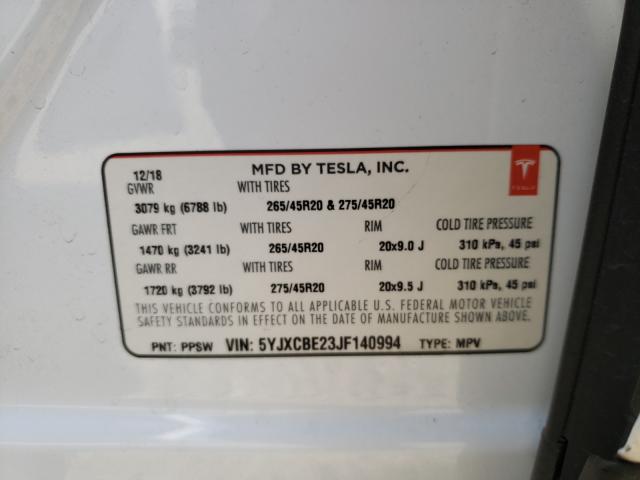 12/18 MFD BY TESLA, INC.
GVWR WITH TIRES
3079 kg (6788 lb) 265/45R20 & 275/45R20
GAWR FRT WITH TIRES RIM COLD TIRE PRESSURE
1470 kg (3241 lb) 265/45R20 20x9.0 J 310 kPa, 45 psi
GAWR RR WITH TIRES RIM COLD TIRE PRESSURE
1720 kg (3792 lb) 275/45R20 20x9.5 J 310 kPa, 45 psi
THIS VEHICLE CONFORMS TO ALL APPLICABLE U.S. FEDERAL MOTOR VEHICLE
SAFETY STANDARDS IN EFFECT ON THE DATE OF MANUFACTURE SHOWN ABOVE.
PNT: PPSW VIN: 5YJXCBE23JF140994 TYPE: MPV
TESLA